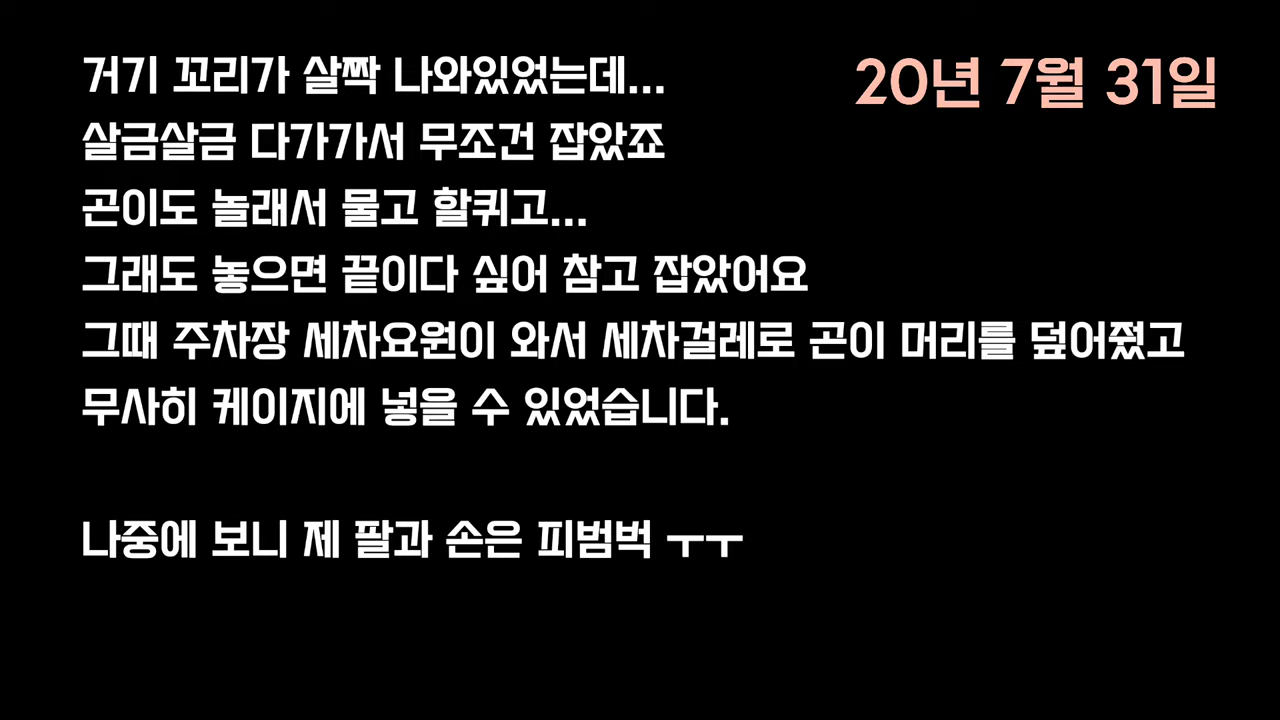 거기 꼬리가 살짝 나와있었는데...
20년 7월 31일
살금살금 다가가서 무조건 잡았죠
곤이도 놀래서 물고 할퀴고...
그래도 놓으면 끝이다 싶어 참고 잡았어요
그때 주차장 세차요원이 와서 세차걸레로 곤이 머리를 덮어줬고
무사히 케이지에 넣을 수 있었습니다.
나중에 보니 제 팔과 손은 피범벅 ㅜㅜ